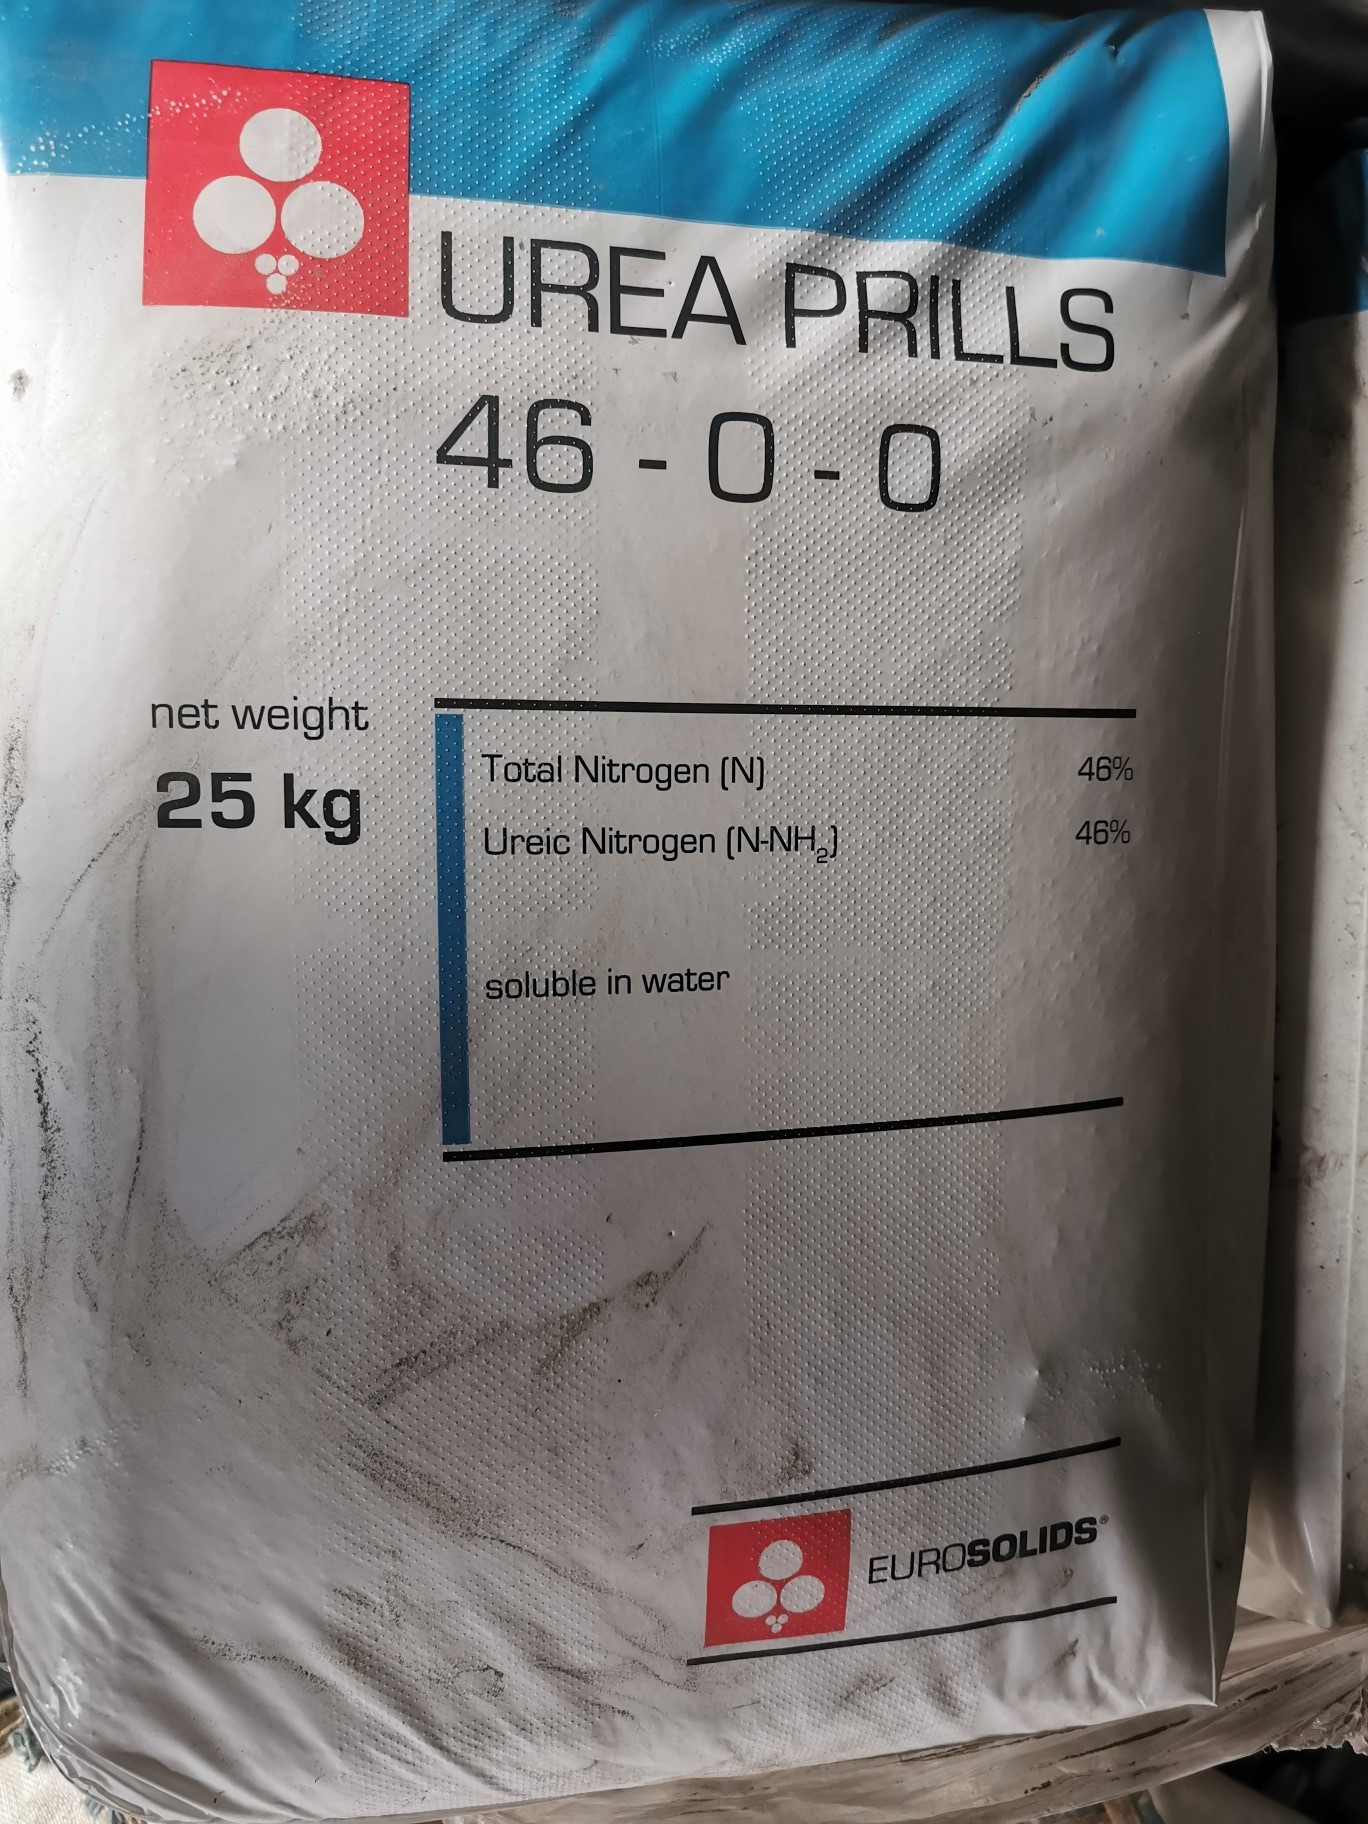 UREA PRILLS
46 - 0 - 0
net weight
25 kg
Total Nitrogen (N) 46%
Ureic Nitrogen (N-NH₂) 46%
soluble in water
EUROSOLIDS®